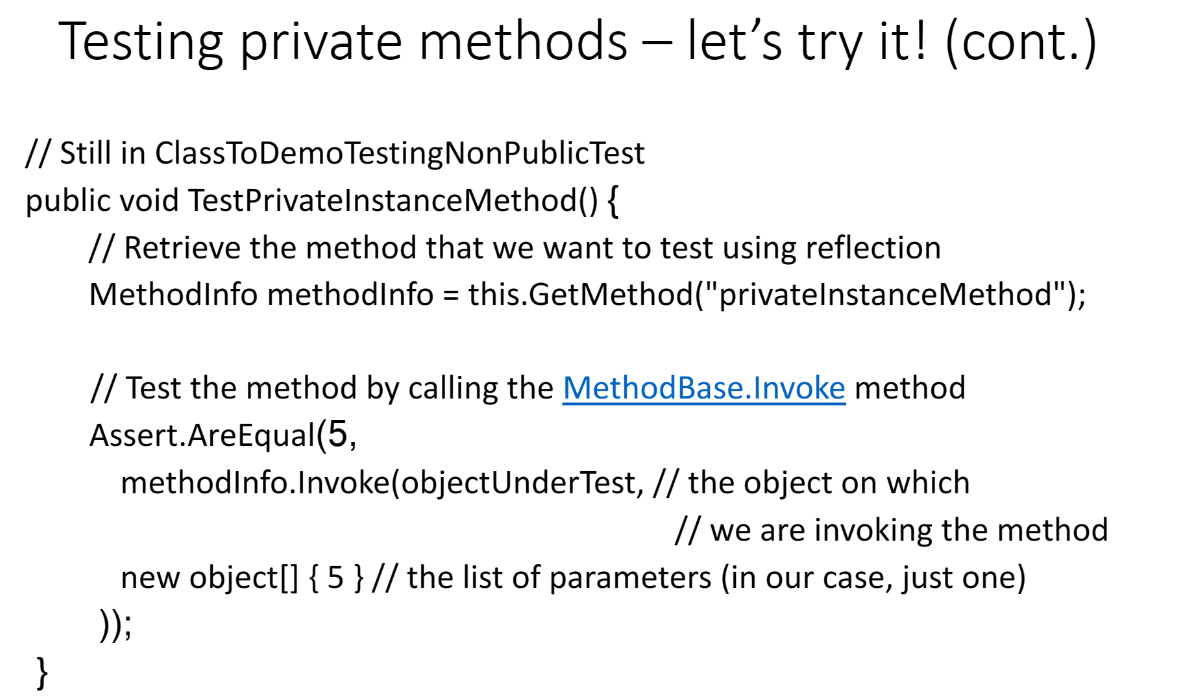 Testing private methods – let’s try it! (cont.)
// Still in ClassToDemoTestingNonPublicTest
public void TestPrivateInstanceMethod() {
// Retrieve the method that we want to test using reflection
MethodInfo methodInfo = this.GetMethod("privateInstanceMethod");
// Test the method by calling the MethodBase.Invoke method
Assert.AreEqual(5,
methodInfo.Invoke(objectUnderTest, // the object on which
// we are invoking the method
new object[] { 5 } // the list of parameters (in our case, just one)
));
}